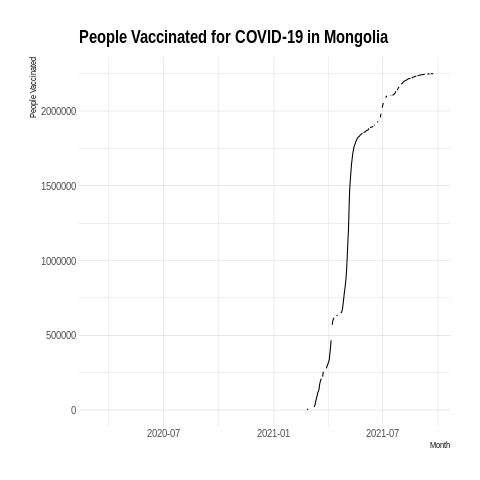 People Vaccinated for COVID-19 in Mongolia
People Vaccinated
2000000
1500000
1000000
500000
0
2020-07 2021-01 2021-07
Month